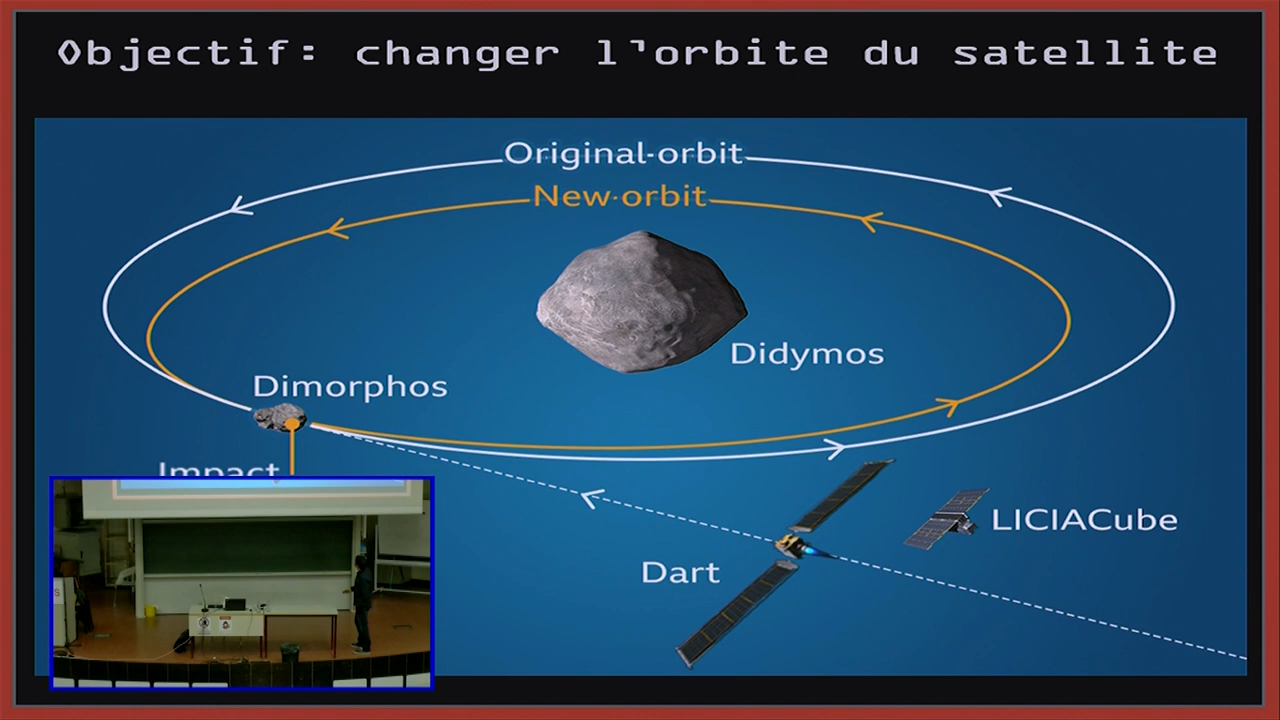 Objectif: changer l'orbite du satellite
Original orbit
New orbit
Didymos
Dimorphos
Impact
LICIACube
Dart